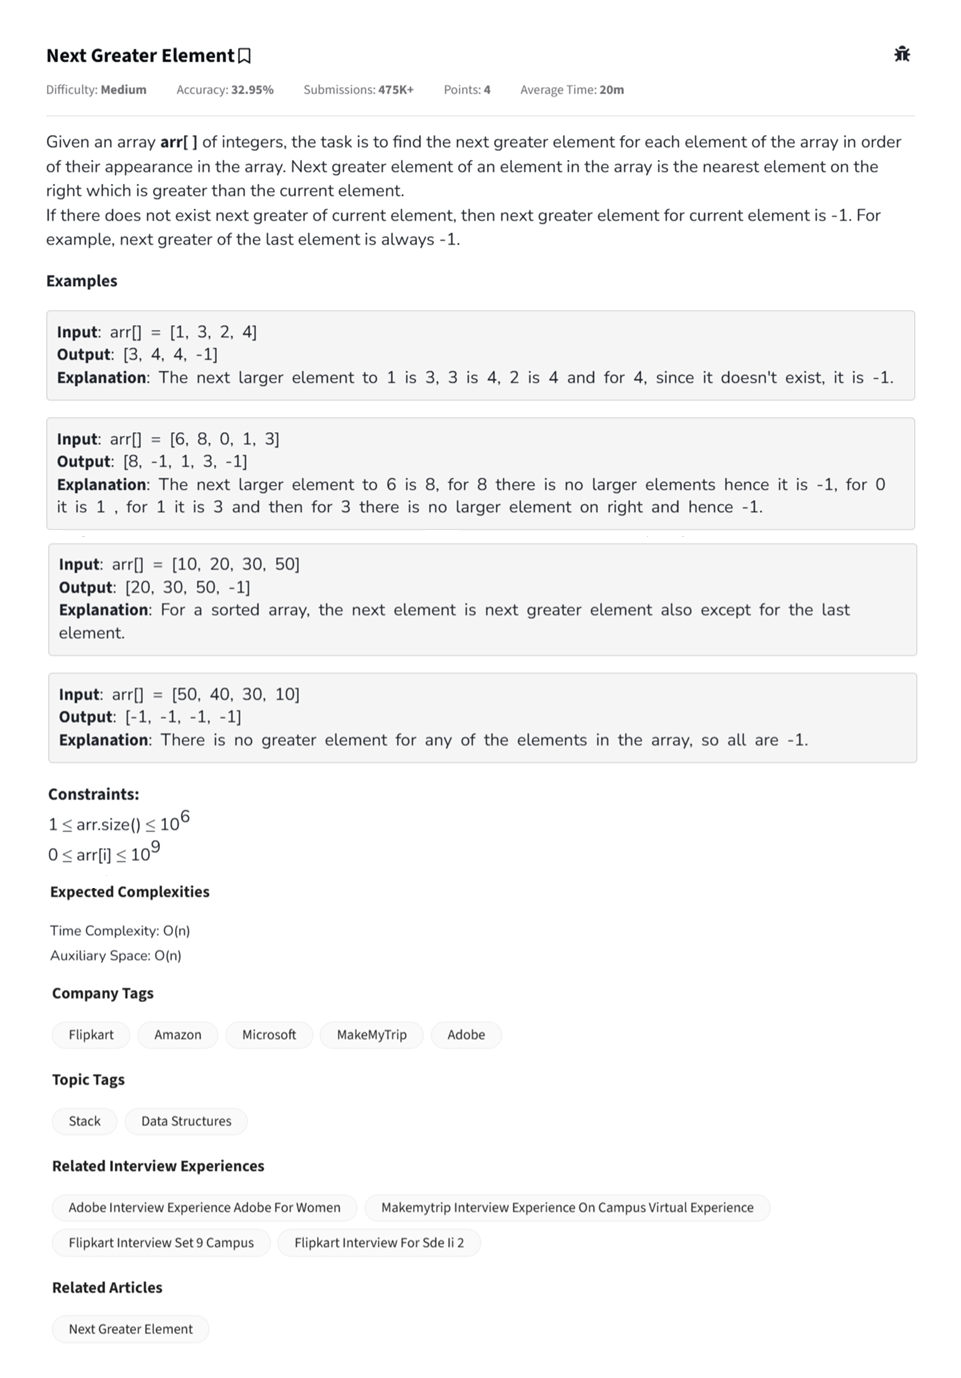 Next Greater Element
Difficulty: Medium Accuracy: 32.95% Submissions: 475K+ Points: 4 Average Time: 20m
Given an array arr[ ] of integers, the task is to find the next greater element for each element of the array in order
of their appearance in the array. Next greater element of an element in the array is the nearest element on the
right which is greater than the current element.
If there does not exist next greater of current element, then next greater element for current element is -1. For
example, next greater of the last element is always -1.
Examples
Input: arr[] = [1, 3, 2, 4]
Output: [3, 4, 4, -1]
Explanation: The next larger element to 1 is 3, 3 is 4, 2 is 4 and for 4, since it doesn't exist, it is -1.
Input: arr[] = [6, 8, 0, 1, 3]
Output: [8, -1, 1, 3, -1]
Explanation: The next larger element to 6 is 8, for 8 there is no larger elements hence it is -1, for 0
it is 1 , for 1 it is 3 and then for 3 there is no larger element on right and hence -1.
Input: arr[] = [10, 20, 30, 50]
Output: [20, 30, 50, -1]
Explanation: For a sorted array, the next element is next greater element also except for the last
element.
Input: arr[] = [50, 40, 30, 10]
Output: [-1, -1, -1, -1]
Explanation: There is no greater element for any of the elements in the array, so all are -1.
Constraints:
1 ≤ arr.size() ≤ 10⁶
0 ≤ arr[i] ≤ 10⁹
Expected Complexities
Time Complexity: O(n)
Auxiliary Space: O(n)
Company Tags
Flipkart Amazon Microsoft MakeMyTrip Adobe
Topic Tags
Stack Data Structures
Related Interview Experiences
Adobe Interview Experience Adobe For Women Makemytrip Interview Experience On Campus Virtual Experience
Flipkart Interview Set 9 Campus Flipkart Interview For Sde Ii 2
Related Articles
Next Greater Element